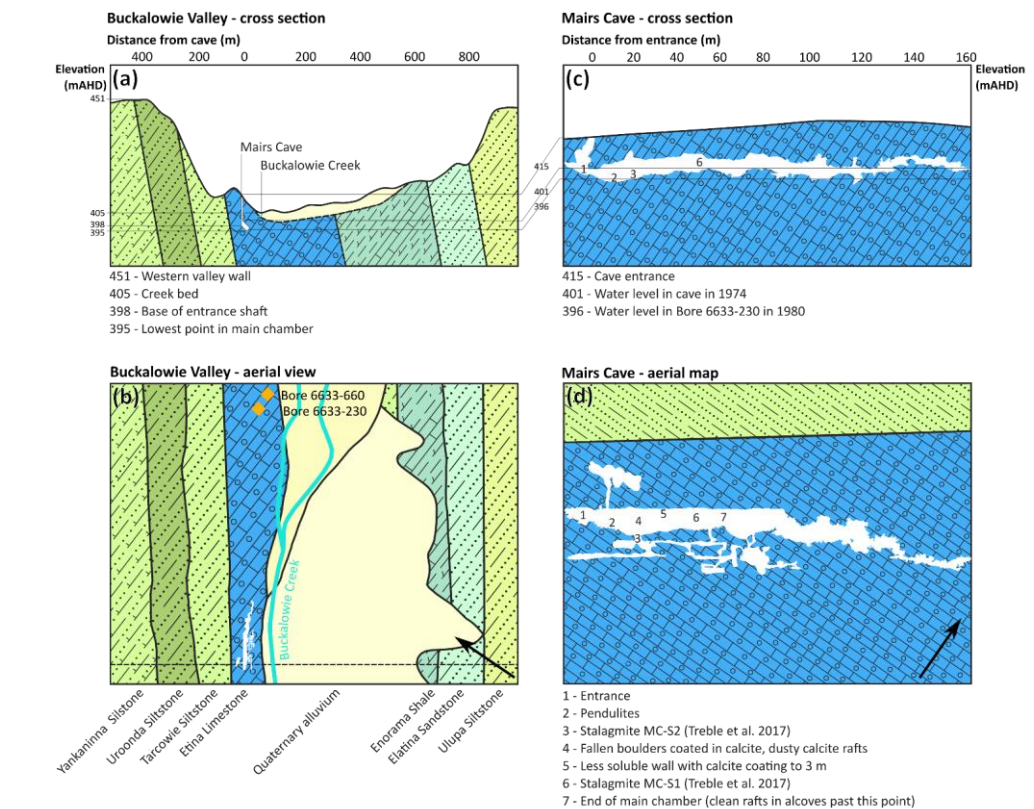 Buckalowie Valley - cross section
Distance from cave (m)
400 200 0 200 400 600 800
Elevation
(mAHD)
(a)
451
405
398
395
Mairs Cave
Buckalowie Creek
451 - Western valley wall
405 - Creek bed
398 - Base of entrance shaft
395 - Lowest point in main chamber
Mairs Cave - cross section
Distance from entrance (m)
0 20 40 60 80 100 120 140 160
Elevation
(mAHD)
(c)
415
401
396
1 2 3 6
415 - Cave entrance
401 - Water level in cave in 1974
396 - Water level in Bore 6633-230 in 1980
Buckalowie Valley - aerial view
(b)
Bore 6633-660
Bore 6633-230
Buckalowie Creek
Yankaninna Silstone
Uroonda Siltstone
Tarcowie Siltstone
Etina Limestone
Quaternary alluvium
Enorama Shale
Elatina Sandstone
Ulupa Siltstone
Mairs Cave - aerial map
(d)
1 2 4 5 6 7
3
1 - Entrance
2 - Pendulites
3 - Stalagmite MC-S2 (Treble et al. 2017)
4 - Fallen boulders coated in calcite, dusty calcite rafts
5 - Less soluble wall with calcite coating to 3 m
6 - Stalagmite MC-S1 (Treble et al. 2017)
7 - End of main chamber (clean rafts in alcoves past this point)